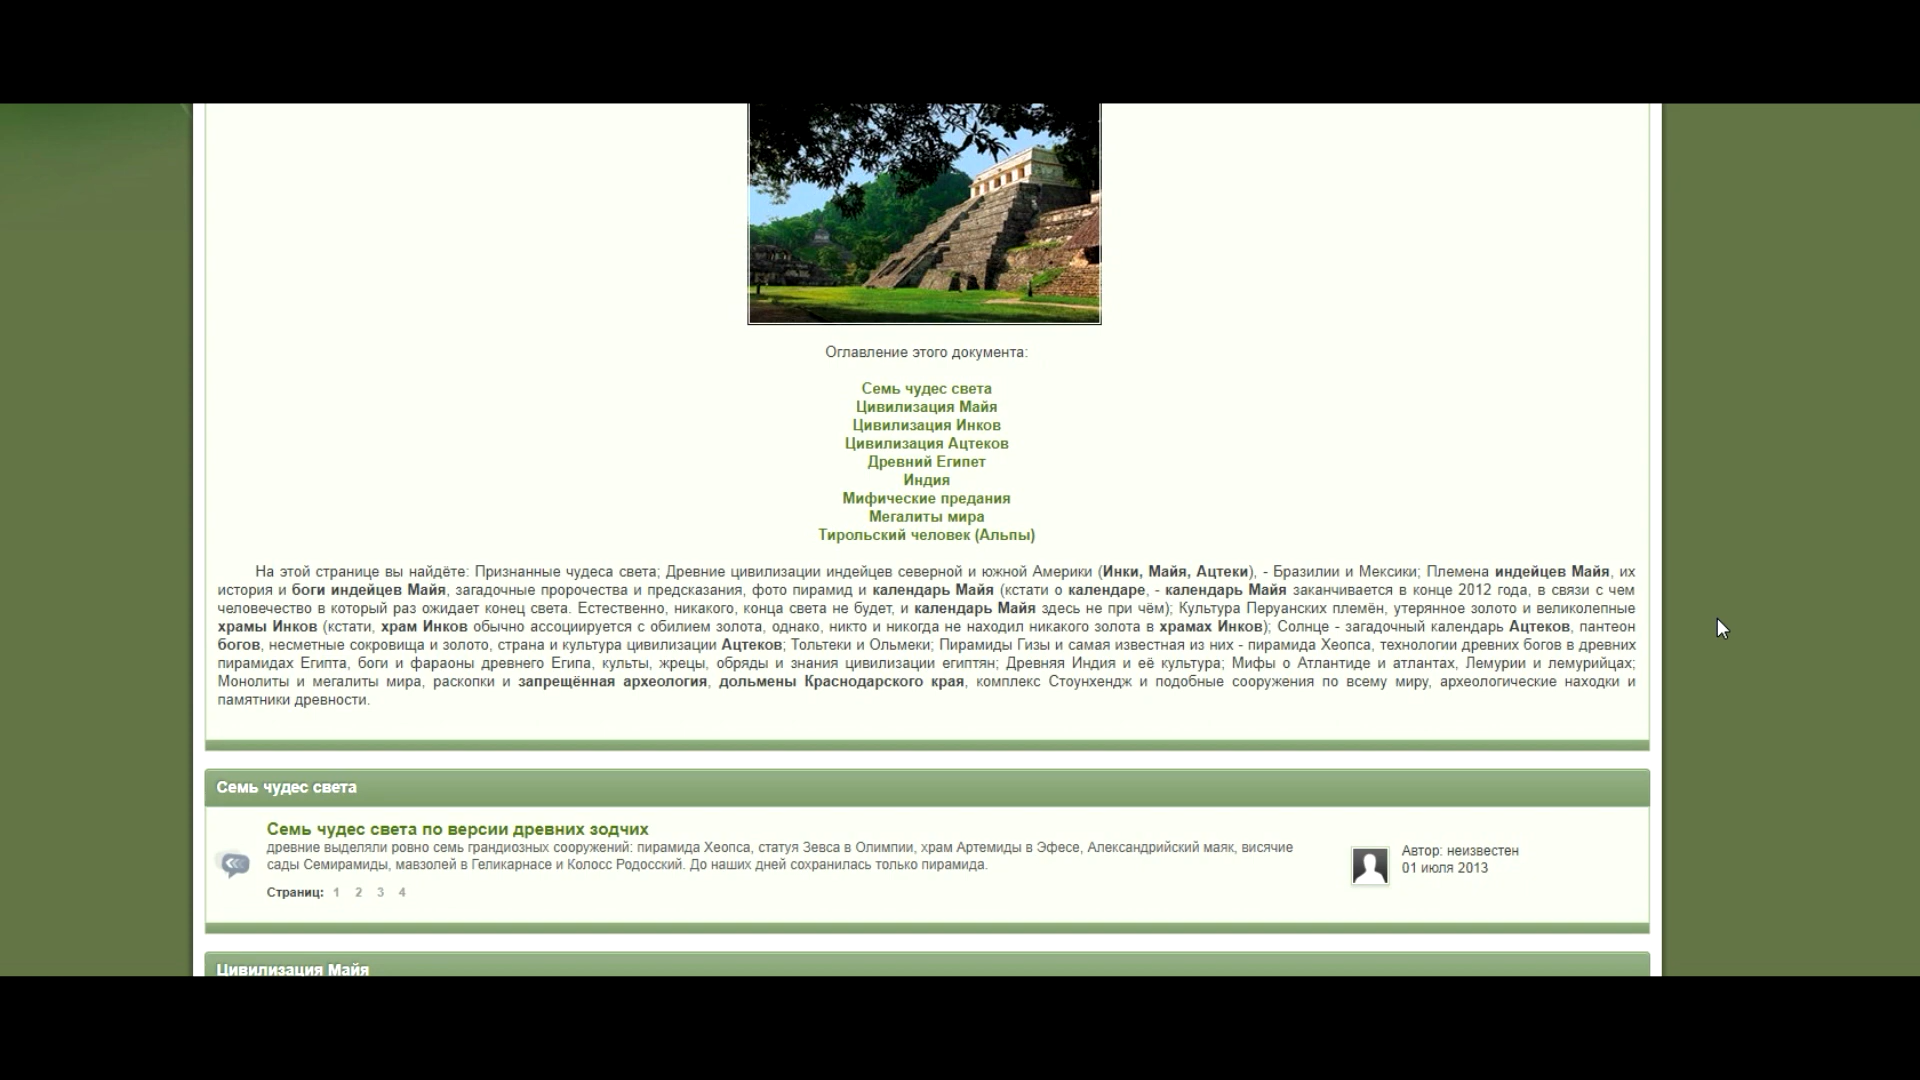 Оглавление этого документа:
Семь чудес света
Цивилизация Майя
Цивилизация Инков
Цивилизация Ацтеков
Древний Египет
Индия
Мифические предания
Мегалиты мира
Тирольский человек (Альпы)
На этой странице вы найдёте: Признанные чудеса света; Древние цивилизации индейцев северной и южной Америки (Инки, Майя, Ацтеки), - Бразилии и Мексики; Племена индейцев Майя, их
история и боги индейцев Майя, загадочные пророчества и предсказания, фото пирамид и календарь Майя (кстати о календаре, - календарь Майя заканчивается в конце 2012 года, в связи с чем
человечество в который раз ожидает конец света. Естественно, никакого, конца света не будет, и календарь Майя здесь не при чём); Культура Перуанских племён, утерянное золото и великолепные
храмы Инков (кстати, храм Инков обычно ассоциируется с обилием золота, однако, никто и никогда не находил никакого золота в храмах Инков); Солнце - загадочный календарь Ацтеков, пантеон
богов, несметные сокровища и золото, страна и культура цивилизации Ацтеков; Тольтеки и Ольмеки; Пирамиды Гизы и самая известная из них - пирамида Хеопса, технологии древних богов в древних
пирамидах Египта, боги и фараоны древнего Египа, культы, жрецы, обряды и знания цивилизации египтян; Древняя Индия и её культура; Мифы о Атлантиде и атлантах, Лемурии и лемурийцах;
Монолиты и мегалиты мира, раскопки и запрещённая археология, дольмены Краснодарского края, комплекс Стоунхендж и подобные сооружения по всему миру, археологические находки и
памятники древности.
Семь чудес света
Семь чудес света по версии древних зодчих
древние выделяли ровно семь грандиозных сооружений: пирамида Хеопса, статуя Зевса в Олимпии, храм Артемиды в Эфесе, Александрийский маяк, висячие
сады Семирамиды, мавзолей в Геликарнасе и Колосс Родосский. До наших дней сохранилась только пирамида.
Страниц: 1 2 3 4
Автор: неизвестен
01 июля 2013
Цивилизация Майя